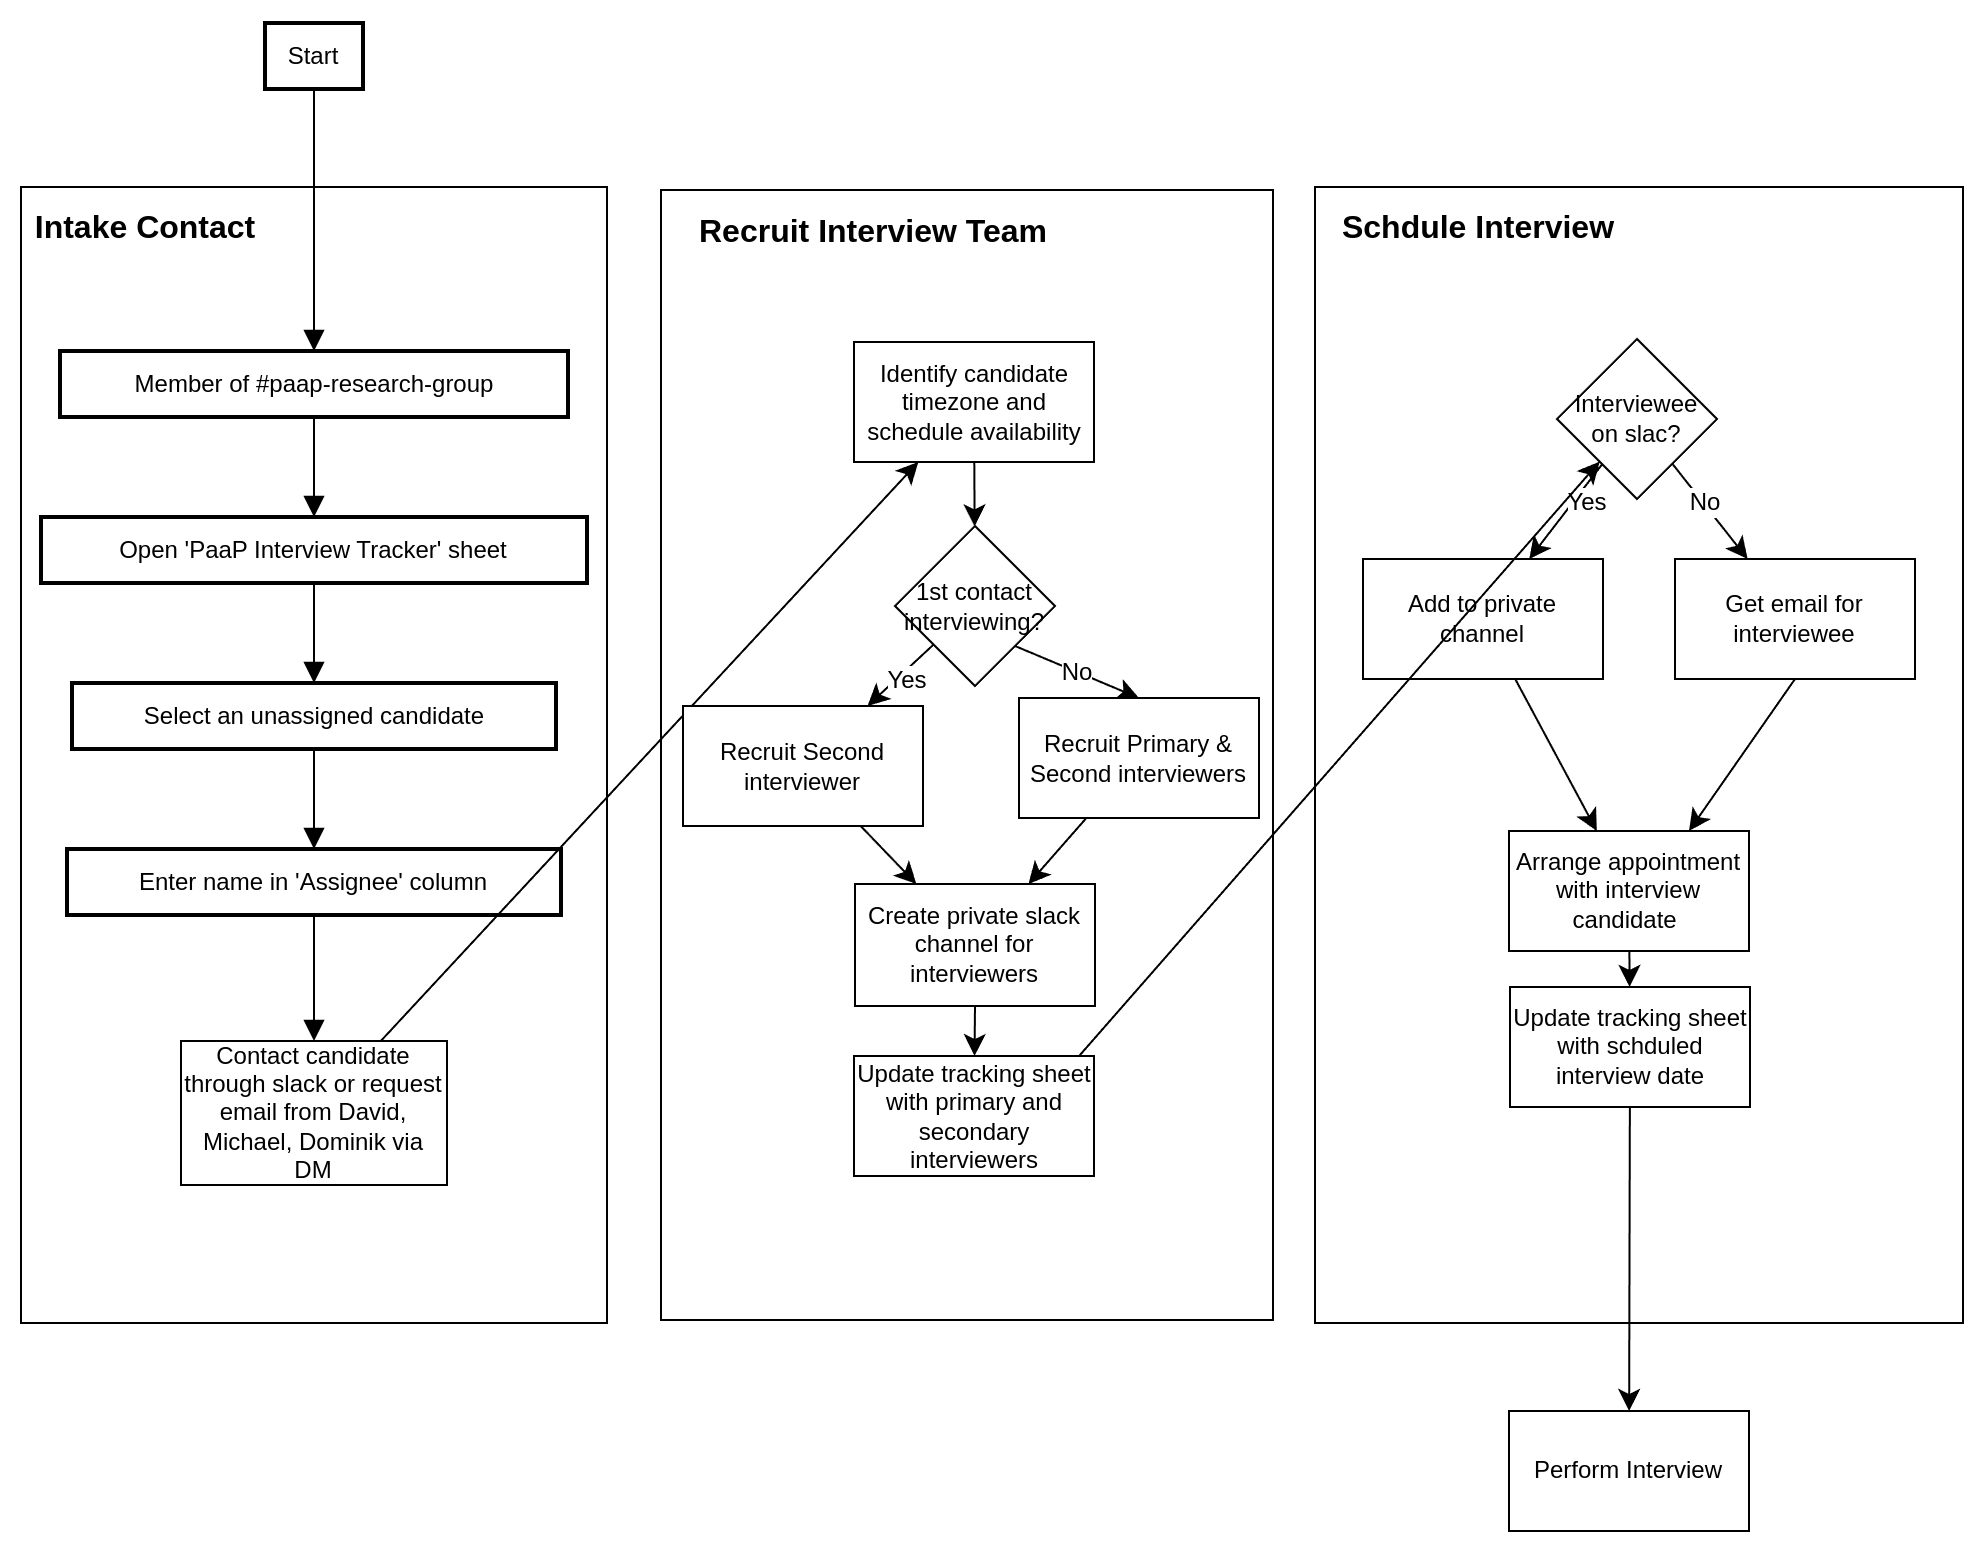 Start
Intake Contact
Member of #paap-research-group
Open 'PaaP Interview Tracker' sheet
Select an unassigned candidate
Enter name in 'Assignee' column
Contact candidate
through slack or request
email from David,
Michael, Dominik via
DM
Recruit Interview Team
Identify candidate
timezone and
schedule availability
1st contact
interviewing?
Yes
No
Recruit Second
interviewer
Recruit Primary &
Second interviewers
Create private slack
channel for
interviewers
Update tracking sheet
with primary and
secondary
interviewers
Schdule Interview
Interviewee
on slac?
Yes
No
Add to private
channel
Get email for
interviewee
Arrange appointment
with interview
candidate
Update tracking sheet
with schduled
interview date
Perform Interview